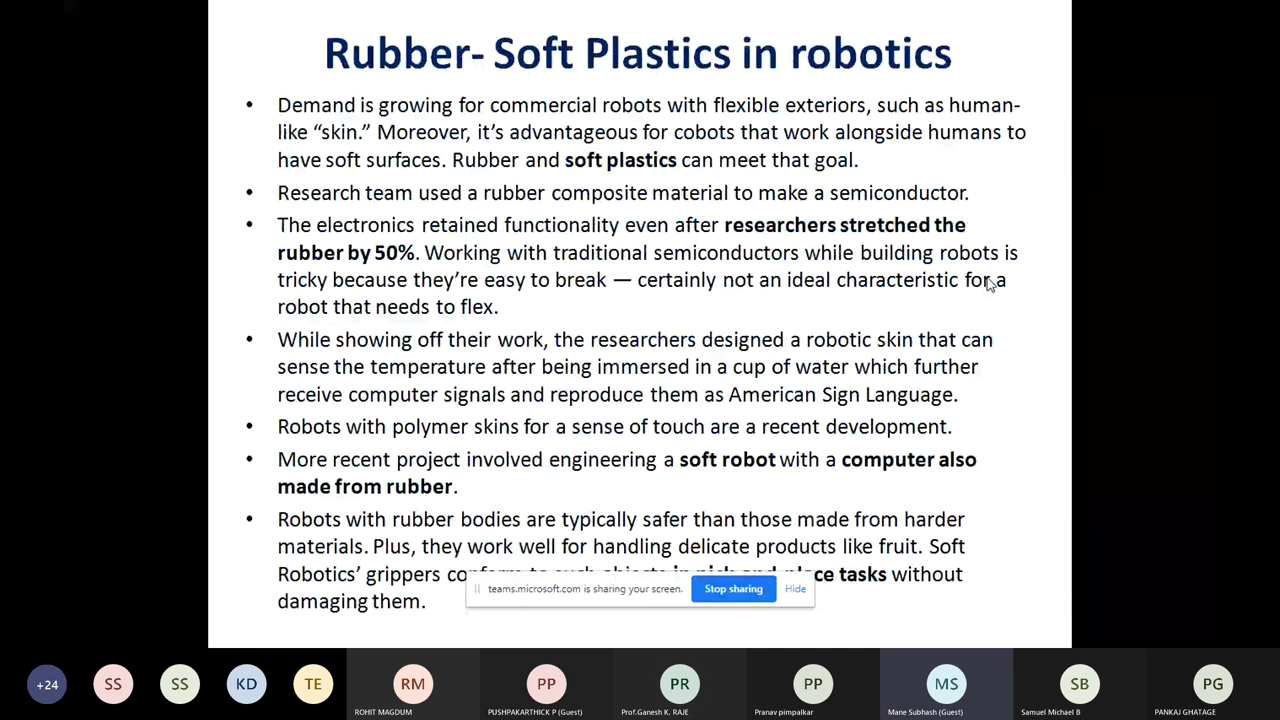 Rubber- Soft Plastics in robotics
• Demand is growing for commercial robots with flexible exteriors, such as human-
like “skin.” Moreover, it’s advantageous for cobots that work alongside humans to
have soft surfaces. Rubber and soft plastics can meet that goal.
• Research team used a rubber composite material to make a semiconductor.
• The electronics retained functionality even after researchers stretched the
rubber by 50%. Working with traditional semiconductors while building robots is
tricky because they’re easy to break — certainly not an ideal characteristic for a
robot that needs to flex.
• While showing off their work, the researchers designed a robotic skin that can
sense the temperature after being immersed in a cup of water which further
receive computer signals and reproduce them as American Sign Language.
• Robots with polymer skins for a sense of touch are a recent development.
• More recent project involved engineering a soft robot with a computer also
made from rubber.
• Robots with rubber bodies are typically safer than those made from harder
materials. Plus, they work well for handling delicate products like fruit. Soft
Robotics’ grippers conform to such objects in pick and place tasks without
damaging them.
teams.microsoft.com is sharing your screen. Stop sharing Hide
+24 SS SS KD TE RM PP PR PP MS SB PG
ROHIT MAGDUM PUSHPAKARTHICK P (Guest) Prof.Ganesh K. RAJE Pranav pimpalkar Mane Subhash (Guest) Samuel Michael B PANKAJ GHATAGE